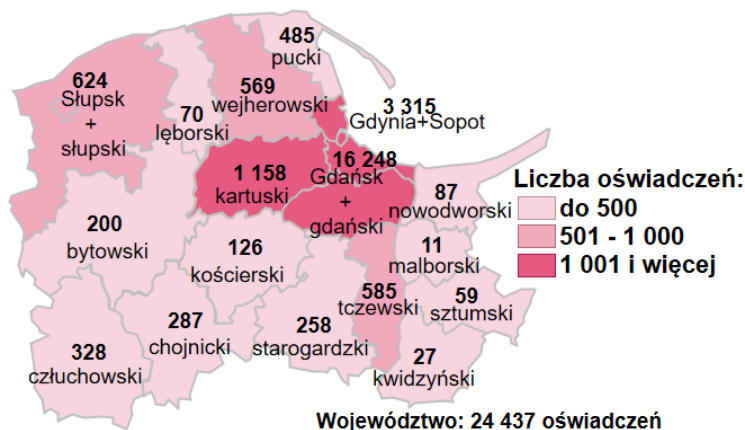 485
pucki
624
Słupsk
+
słupski
569
wejherowski
70
lęborski
3 315
Gdynia+Sopot
1 158
kartuski
16 248
Gdańsk
+
gdański
87
nowodworski
Liczba oświadczeń:
do 500
501 - 1 000
1 001 i więcej
200
bytowski
126
kościerski
11
malborski
585
tczewski
59
sztumski
328
człuchowski
287
chojnicki
258
starogardzki
27
kwidzyński
Województwo: 24 437 oświadczeń